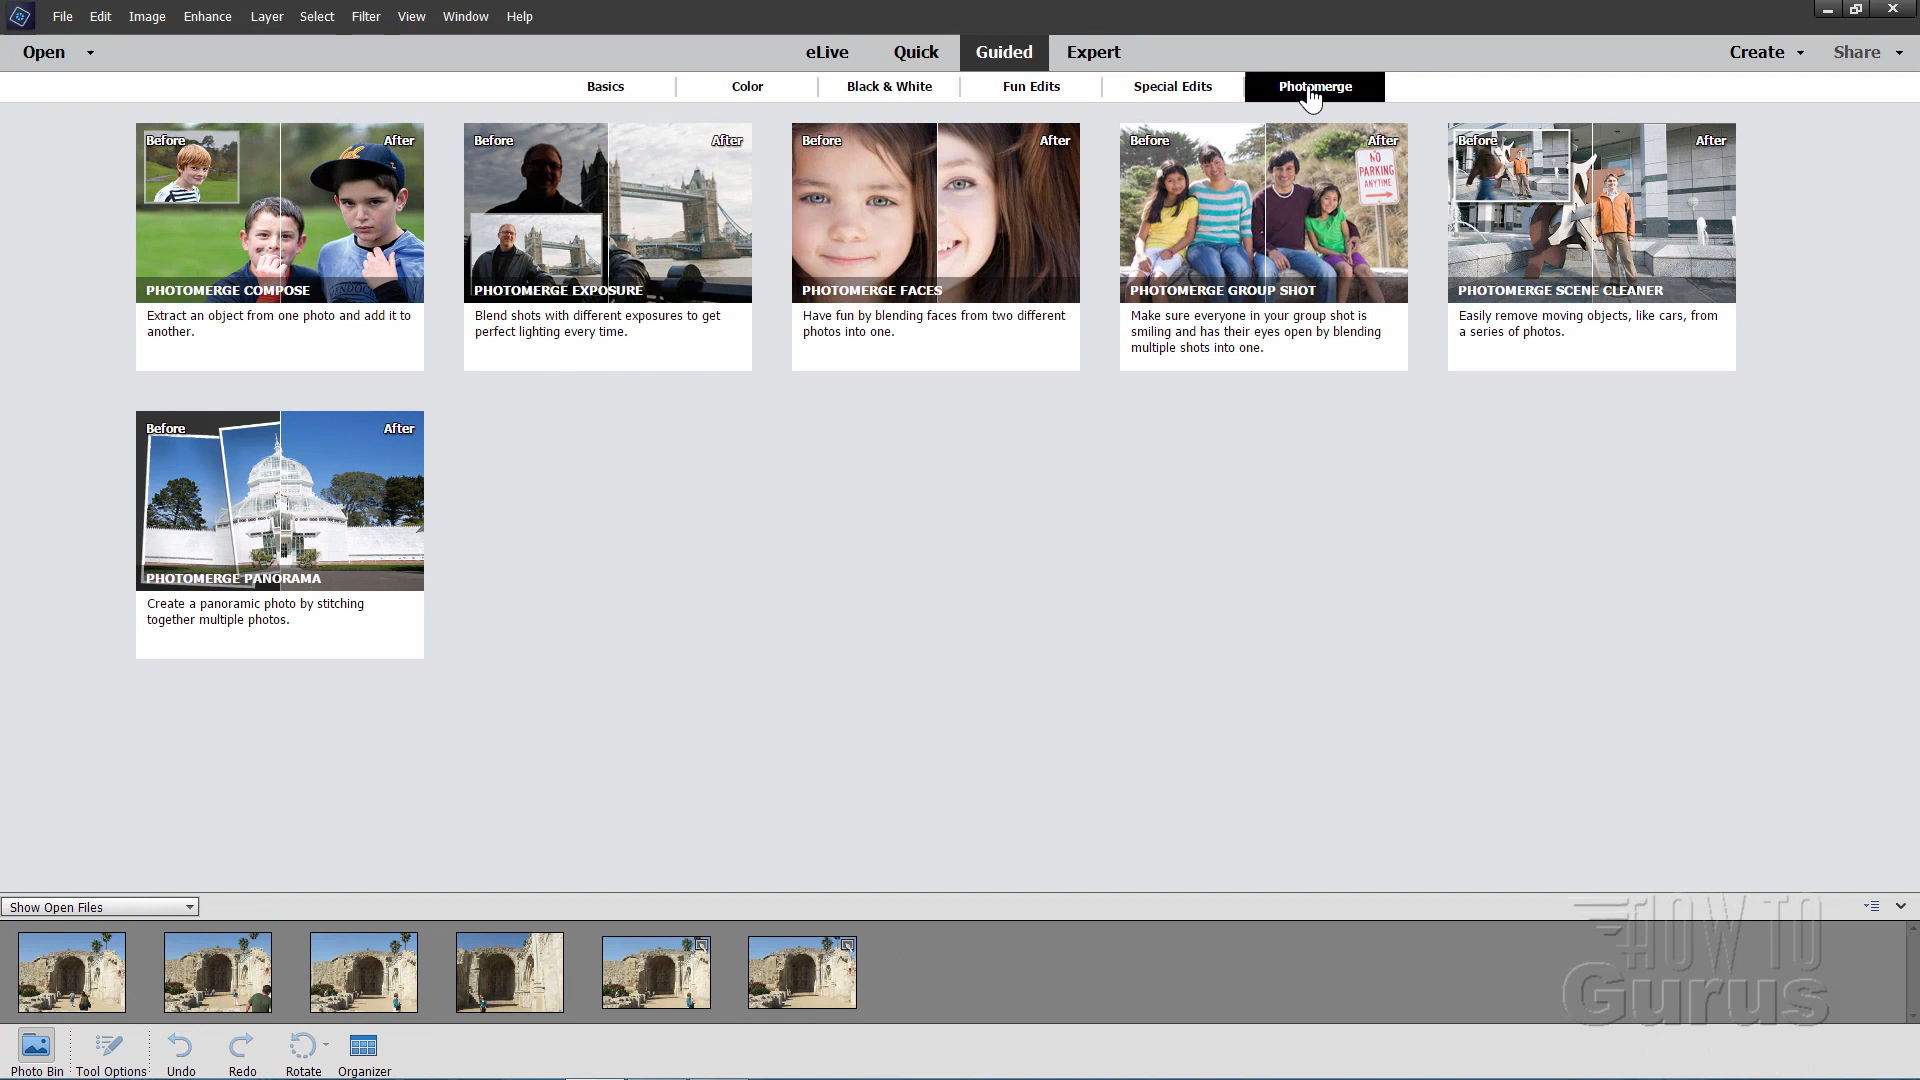 File Edit Image Enhance Layer Select Filter View Window Help
Open eLive Quick Guided Expert Create Share
Basics Color Black & White Fun Edits Special Edits Photomerge
Before After
PHOTOMERGE COMPOSE
Extract an object from one photo and add it to
another.
Before After
PHOTOMERGE EXPOSURE
Blend shots with different exposures to get
perfect lighting every time.
Before After
PHOTOMERGE FACES
Have fun by blending faces from two different
photos into one.
Before After
NO
PARKING
ANYTIME
PHOTOMERGE GROUP SHOT
Make sure everyone in your group shot is
smiling and has their eyes open by blending
multiple shots into one.
Before After
PHOTOMERGE SCENE CLEANER
Easily remove moving objects, like cars, from
a series of photos.
Before After
PHOTOMERGE PANORAMA
Create a panoramic photo by stitching
together multiple photos.
Show Open Files
HOW TO
Gurus
Photo Bin Tool Options Undo Redo Rotate Organizer